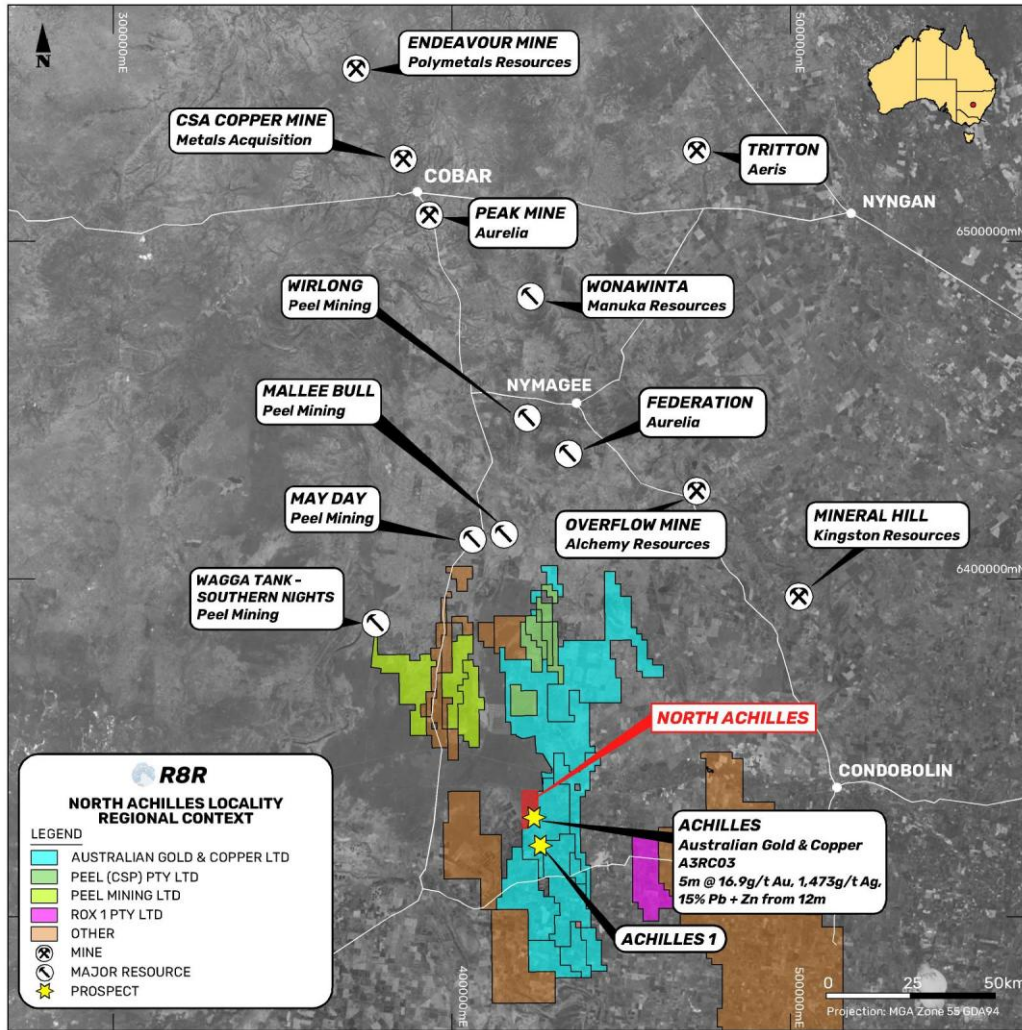 N
3000000mE
5000000mE
ENDEAVOUR MINE
Polymetals Resources
CSA COPPER MINE
Metals Acquisition
TRITTON
Aeris
COBAR
NYNGAN
PEAK MINE
Aurelia
6500000mN
WIRLONG
Peel Mining
WONAWINTA
Manuka Resources
NYMAGEE
MALLEE BULL
Peel Mining
FEDERATION
Aurelia
MAY DAY
Peel Mining
OVERFLOW MINE
Alchemy Resources
MINERAL HILL
Kingston Resources
6400000mN
WAGGA TANK -
SOUTHERN NIGHTS
Peel Mining
NORTH ACHILLES
CONDOBOLIN
ACHILLES
Australian Gold & Copper
A3RC03
5m @ 16.9g/t Au, 1,473g/t Ag,
15% Pb + Zn from 12m
ACHILLES 1
R8R
NORTH ACHILLES LOCALITY
REGIONAL CONTEXT
LEGEND
AUSTRALIAN GOLD & COPPER LTD
PEEL (CSP) PTY LTD
PEEL MINING LTD
ROX 1 PTY LTD
OTHER
MINE
MAJOR RESOURCE
PROSPECT
4000000mE
5000000mE
0 25 50km
Projection: MGA Zone 55 GDA94